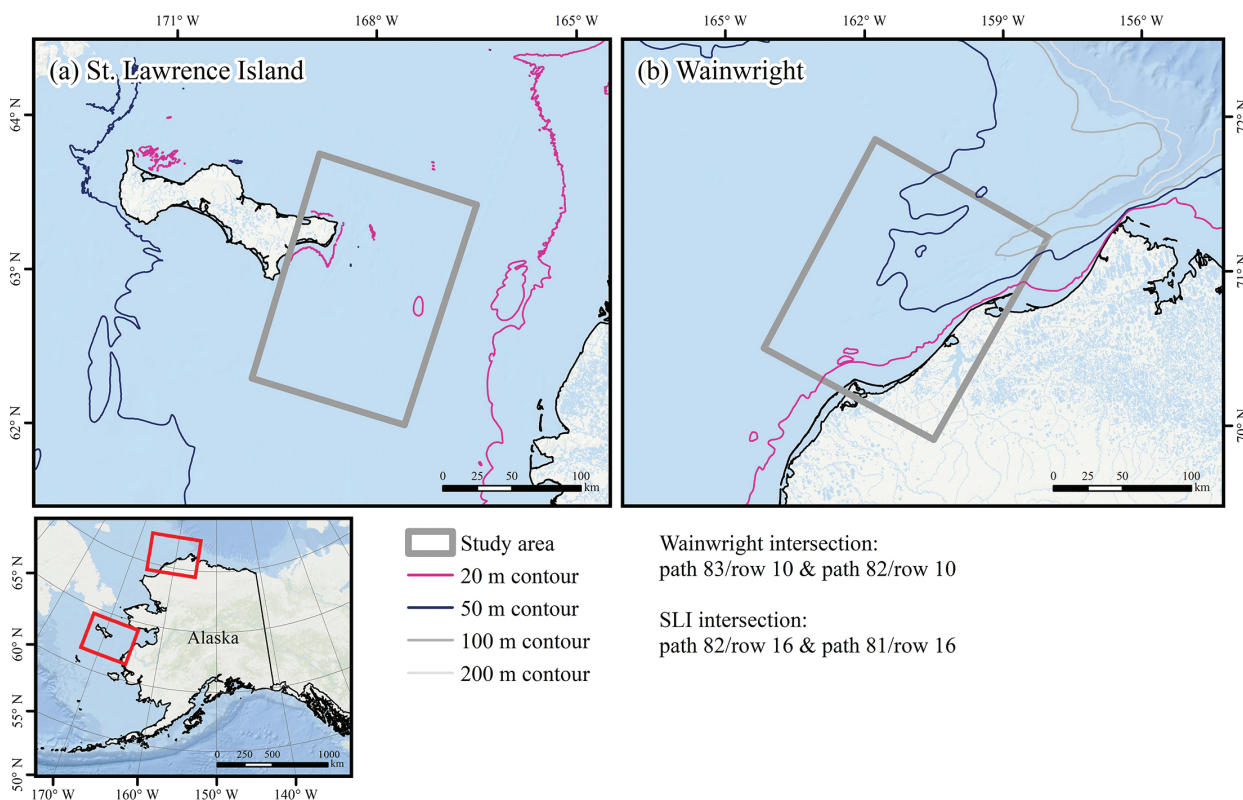 171° W 168° W 165° W 165° W 162° W 159° W 156° W
(a) St. Lawrence Island
(b) Wainwright
64° N
63° N
62° N
72° N
71° N
70° N
0 25 50 100
km
0 25 50 100
km
65° N
60° N
55° N
50° N
Alaska
0 250 500 1000
km
170° W 160° W 150° W 140° W
Study area
20 m contour
50 m contour
100 m contour
200 m contour
Wainwright intersection:
path 83/row 10 & path 82/row 10
SLI intersection:
path 82/row 16 & path 81/row 16